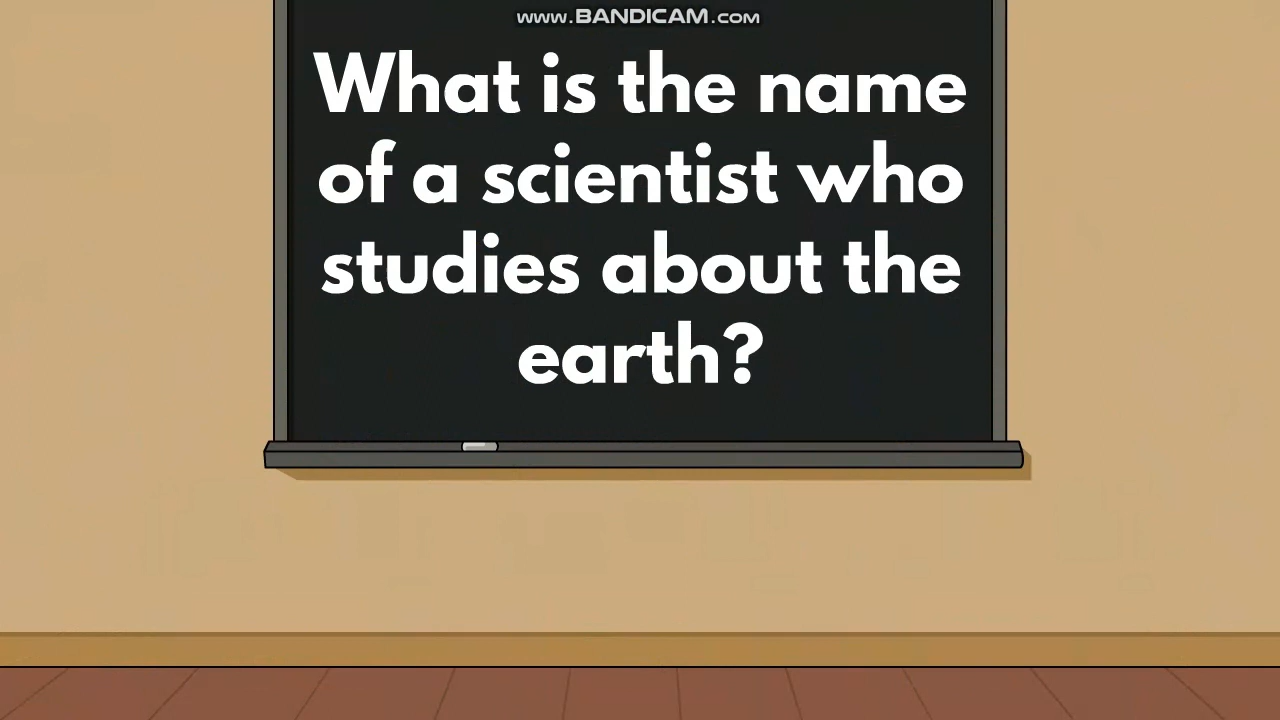 www.BANDICAM.com
What is the name
of a scientist who
studies about the
earth?